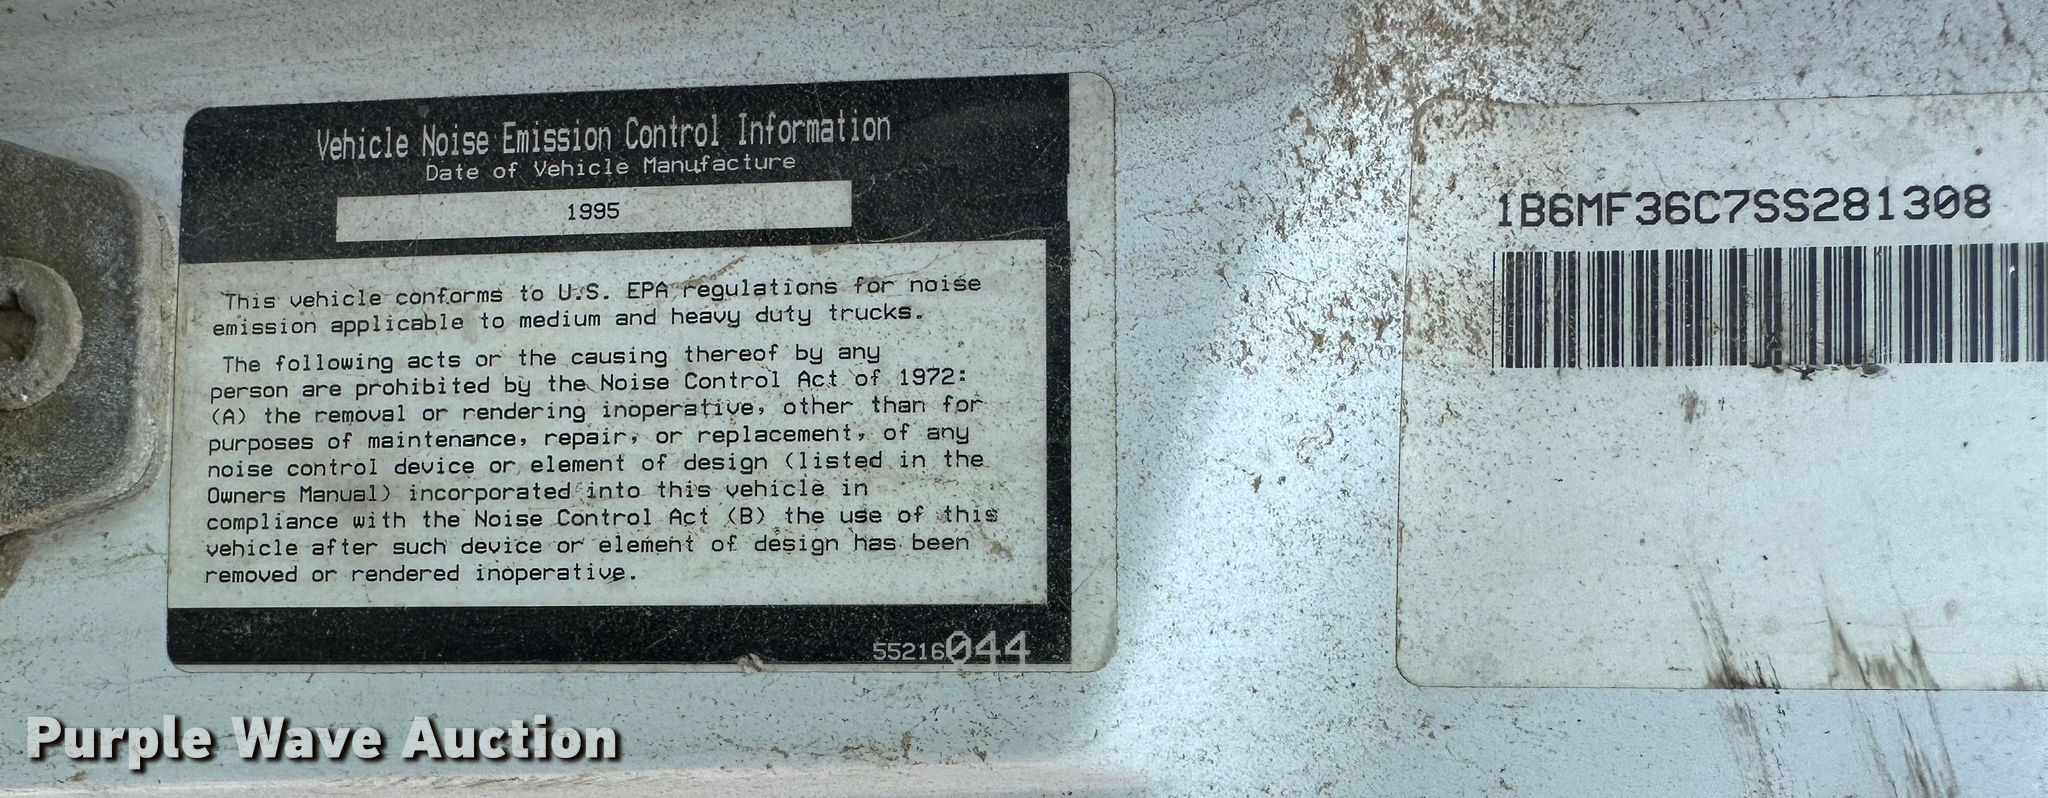 Vehicle Noise Emission Control Information
Date of Vehicle Manufacture
1995
This vehicle conforms to U.S. EPA regulations for noise
emission applicable to medium and heavy duty trucks.
The following acts or the causing thereof by any
person are prohibited by the Noise Control Act of 1972:
(A) the removal or rendering inoperative, other than for
purposes of maintenance, repair, or replacement, of any
noise control device or element of design (listed in the
Owners Manual) incorporated into this vehicle in
compliance with the Noise Control Act (B) the use of this
vehicle after such device or element of design has been
removed or rendered inoperative.
55216044
1B6MF36C7SS281308
Purple Wave Auction